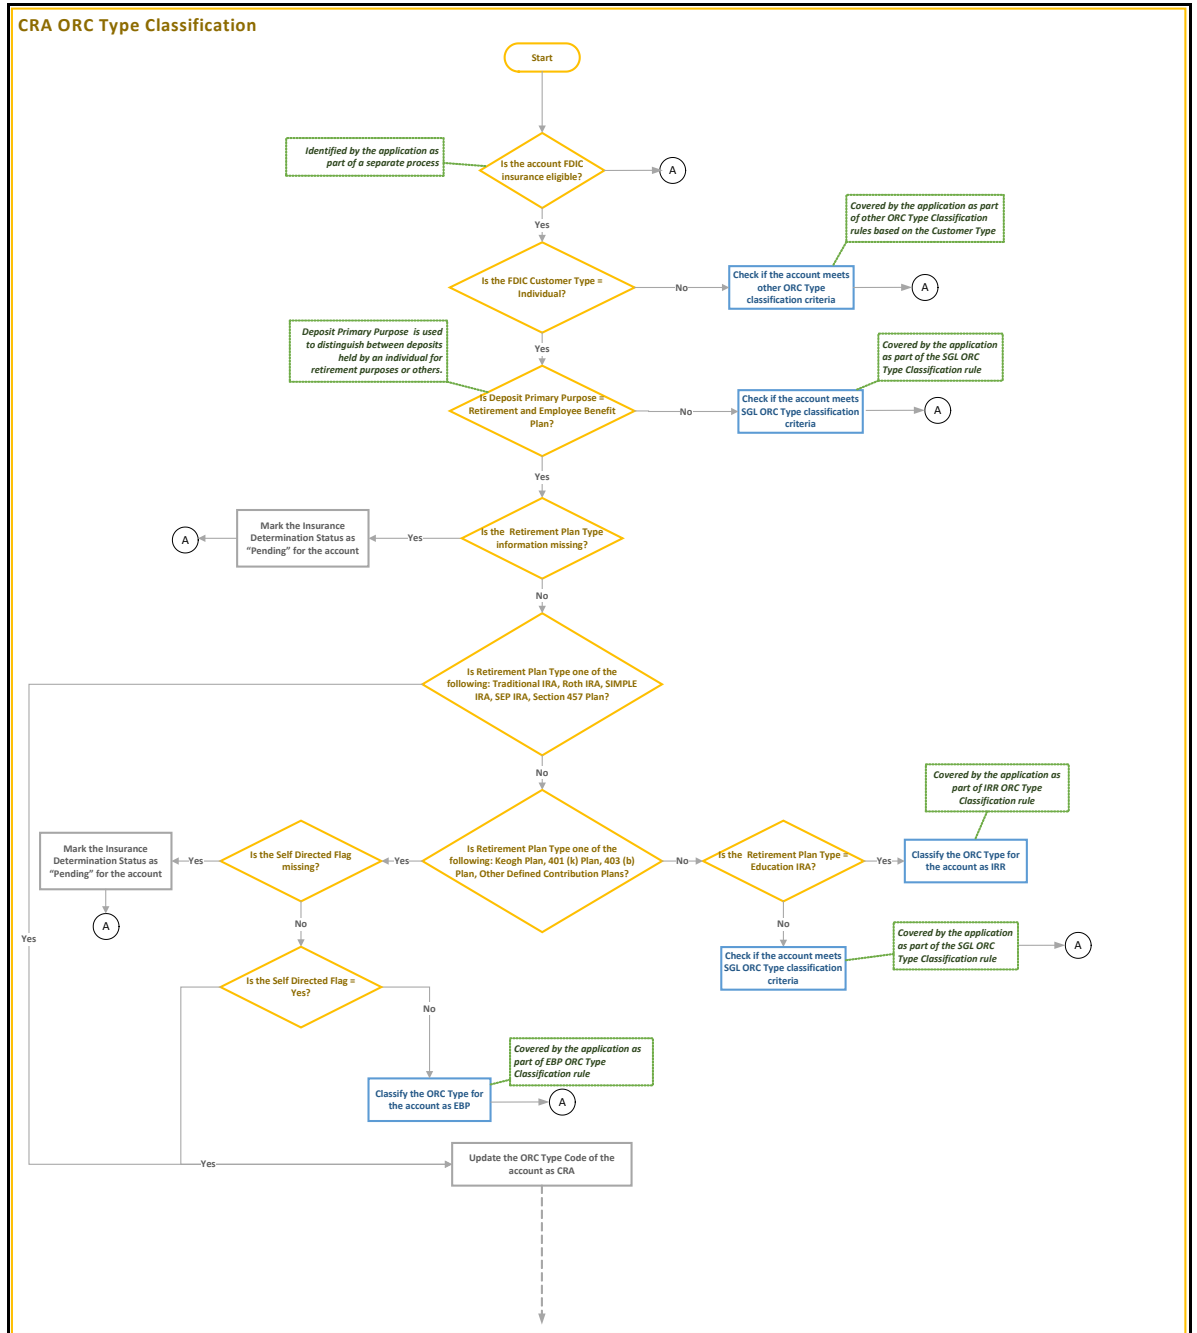 CRA ORC Type Classification
Start
Identified by the application as
part of a separate process
Is the account FDIC
insurance eligible?
A
Yes
Covered by the application as part
of other ORC Type Classification
rules based on the Customer Type
Is the FDIC Customer Type =
Individual?
No
Check if the account meets
other ORC Type
classification criteria
A
Deposit Primary Purpose is used
to distinguish between deposits
held by an individual for
retirement purposes or others.
Yes
Covered by the application
as part of the SGL ORC
Type Classification rule
Is Deposit Primary Purpose =
Retirement and Employee Benefit
Plan?
No
Check if the account meets
SGL ORC Type classification
criteria
A
Yes
Is the Retirement Plan Type
information missing?
Yes
Mark the Insurance
Determination Status as
“Pending” for the account
A
No
Is Retirement Plan Type one of the
following: Traditional IRA, Roth IRA, SIMPLE
IRA, SEP IRA, Section 457 Plan?
No
Covered by the application as
part of IRR ORC Type
Classification rule
Mark the Insurance
Determination Status as
“Pending” for the account
Yes
Is the Self Directed Flag
missing?
Yes
Is Retirement Plan Type one of the
following: Keogh Plan, 401 (k) Plan, 403 (b)
Plan, Other Defined Contribution Plans?
No
Is the Retirement Plan Type =
Education IRA?
Yes
Classify the ORC Type for
the account as IRR
A
No
No
Covered by the application
as part of the SGL ORC
Type Classification rule
A
Yes
Check if the account meets
SGL ORC Type classification
criteria
Is the Self Directed Flag =
Yes?
No
Covered by the application as
part of EBP ORC Type
Classification rule
Classify the ORC Type for
the account as EBP
A
Yes
Update the ORC Type Code of the
account as CRA